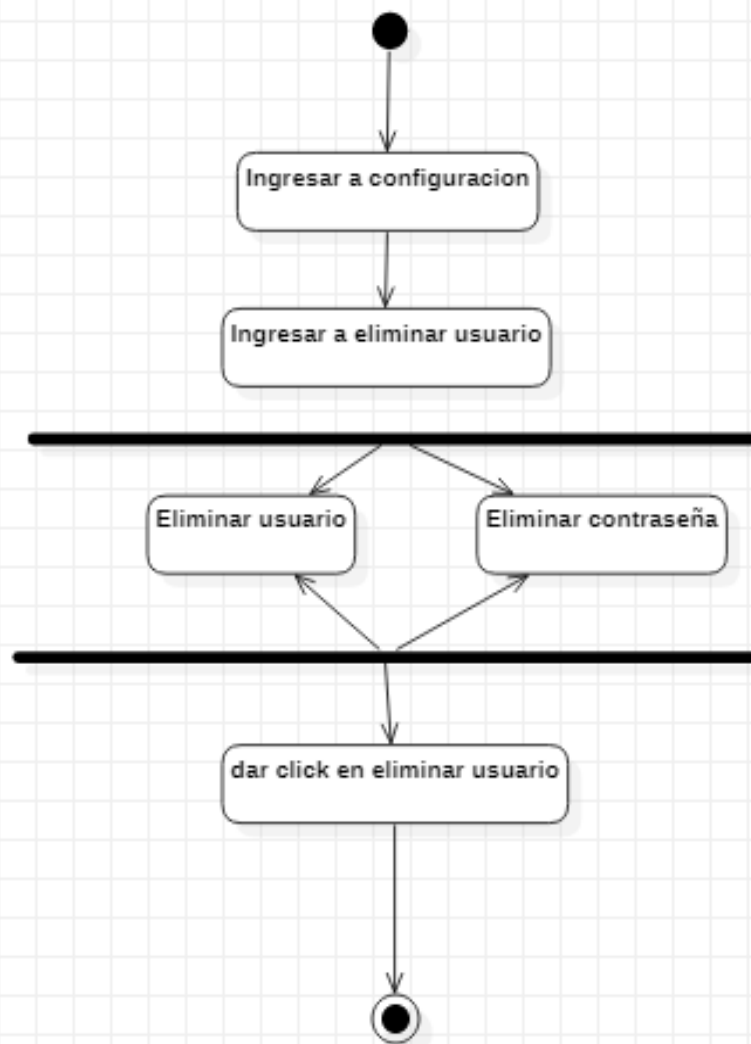 Ingresar a configuracion
Ingresar a eliminar usuario
Eliminar usuario
Eliminar contraseña
dar click en eliminar usuario